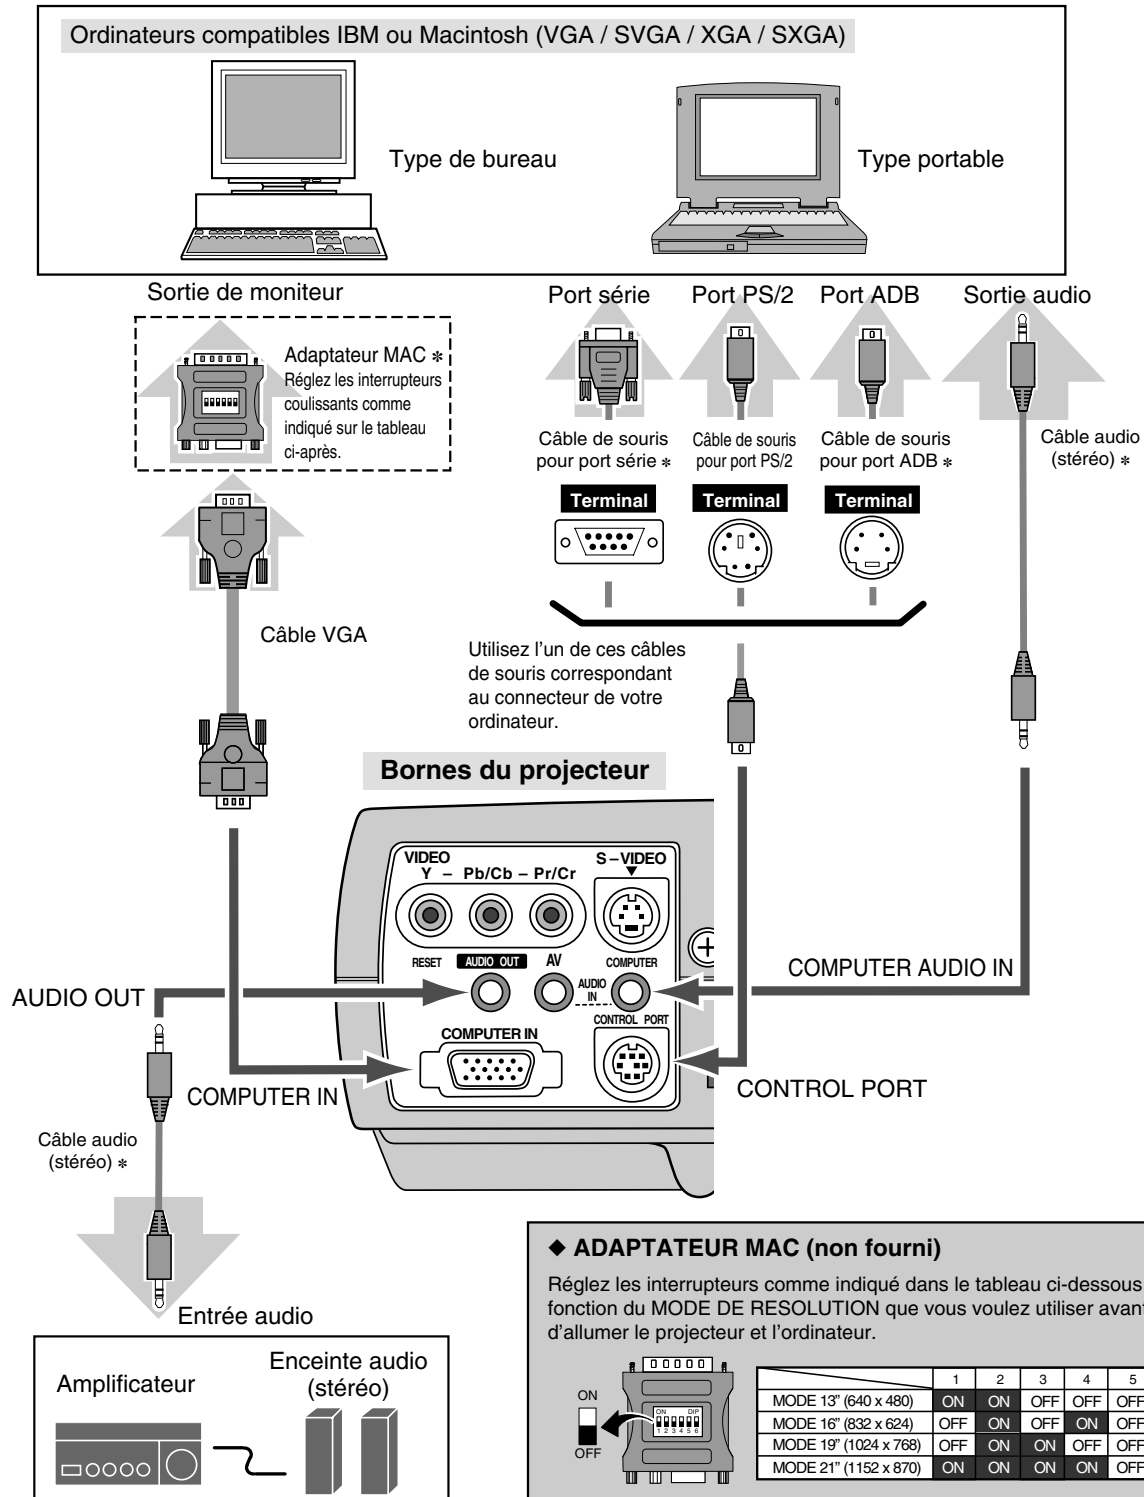 Ordinateurs compatibles IBM ou Macintosh (VGA / SVGA / XGA / SXGA)
Type de bureau
Type portable
Sortie de moniteur
Port série
Port PS/2
Port ADB
Sortie audio
Adaptateur MAC *
Réglez les interrupteurs
coulissants comme
indiqué sur le tableau
ci-après.
Câble de souris
pour port série *
Câble de souris
pour port PS/2
Câble de souris
pour port ADB *
Câble audio
(stéréo) *
Terminal
Terminal
Terminal
Câble VGA
Utilisez l'un de ces câbles
de souris correspondant
au connecteur de votre
ordinateur.
Bornes du projecteur
VIDEO
Y – Pb/Cb – Pr/Cr
S–VIDEO
RESET
AUDIO OUT
AV
AUDIO
IN
COMPUTER
CONTROL PORT
COMPUTER IN
AUDIO OUT
COMPUTER AUDIO IN
COMPUTER IN
CONTROL PORT
Câble audio
(stéréo) *
Entrée audio
Amplificateur
Enceinte audio
(stéréo)
◆ ADAPTATEUR MAC (non fourni)
Réglez les interrupteurs comme indiqué dans le tableau ci-dessous
fonction du MODE DE RESOLUTION que vous voulez utiliser avant
d'allumer le projecteur et l'ordinateur.
ON
OFF
ON DIP
1 2 3 4 5 6
1 2 3 4 5
MODE 13" (640 x 480) ON ON OFF OFF OFF
MODE 16" (832 x 624) OFF ON OFF ON OFF
MODE 19" (1024 x 768) OFF ON ON OFF OFF
MODE 21" (1152 x 870) ON ON ON ON OFF